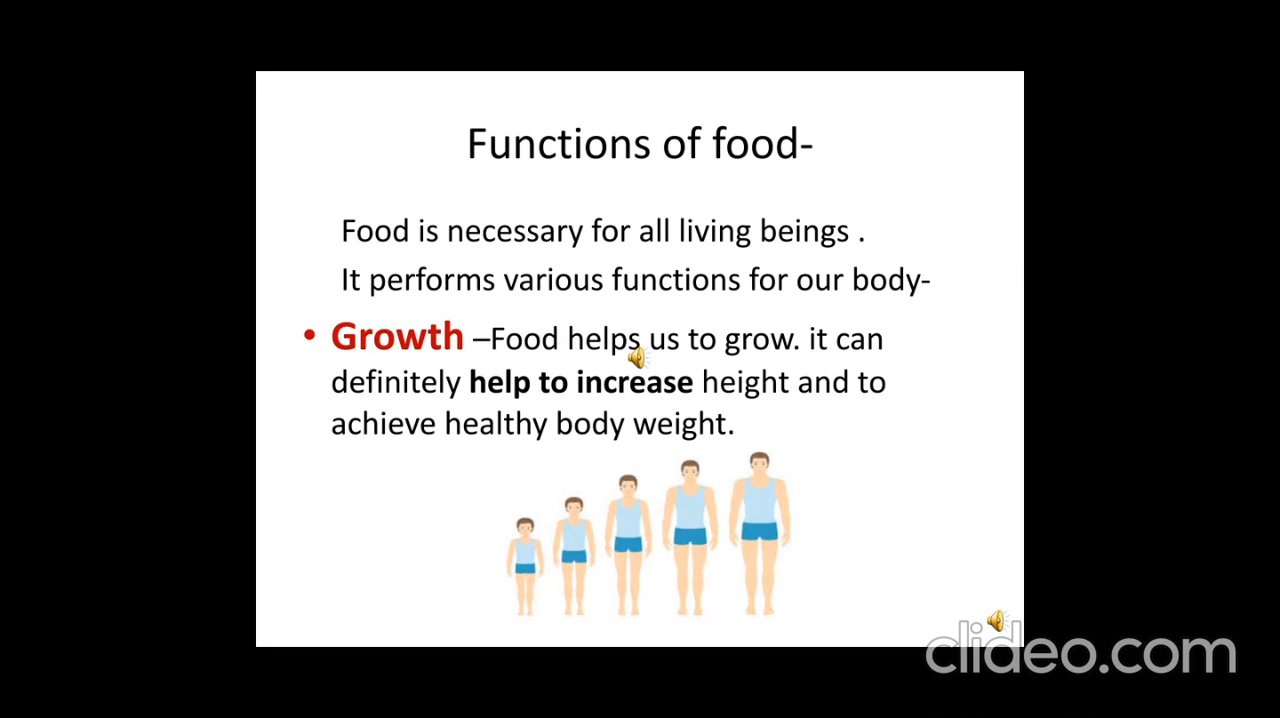 Functions of food-
Food is necessary for all living beings .
It performs various functions for our body-
• Growth –Food helps us to grow. it can
definitely help to increase height and to
achieve healthy body weight.
clideo.com